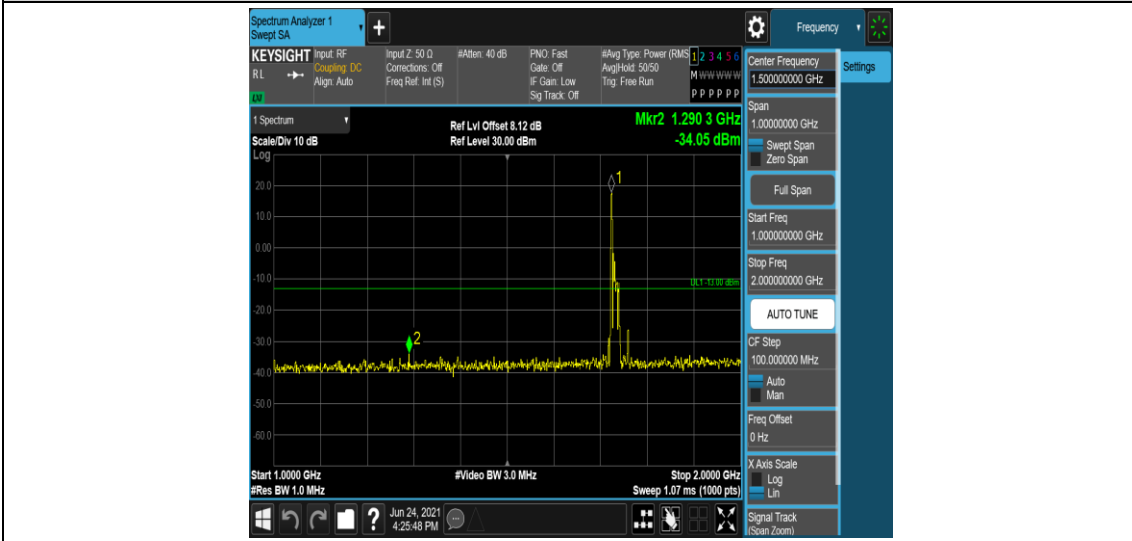 Spectrum Analyzer 1
Swept SA
+
Frequency
KEYSIGHT
RL
LXI
Input: RF
Coupling: DC
Align: Auto
Input Z: 50 Ω
Corrections: Off
Freq Ref: Int (S)
#Atten: 40 dB
PNO: Fast
Gate: Off
IF Gain: Low
Sig Track: Off
#Avg Type: Power (RMS
Avg|Hold: 50/50
Trig: Free Run
1 2 3 4 5 6
M W W W W W
P P P P P P
1 Spectrum
Scale/Div 10 dB
Log
Ref Lvl Offset 8.12 dB
Ref Level 30.00 dBm
Mkr2 1.290 3 GHz
-34.05 dBm
1
20.0
10.0
0.00
-10.0
DL1 -13.00 dBm
-20.0
-30.0
2
-40.0
-50.0
-60.0
Start 1.0000 GHz
#Video BW 3.0 MHz
Stop 2.0000 GHz
#Res BW 1.0 MHz
Sweep 1.07 ms (1000 pts)
?
Jun 24, 2021
4:25:48 PM
Center Frequency
1.500000000 GHz
Settings
Span
1.00000000 GHz
Swept Span
Zero Span
Full Span
Start Freq
1.000000000 GHz
Stop Freq
2.000000000 GHz
AUTO TUNE
CF Step
100.000000 MHz
Auto
Man
Freq Offset
0 Hz
X Axis Scale
Log
Lin
Signal Track
(Span Zoom)